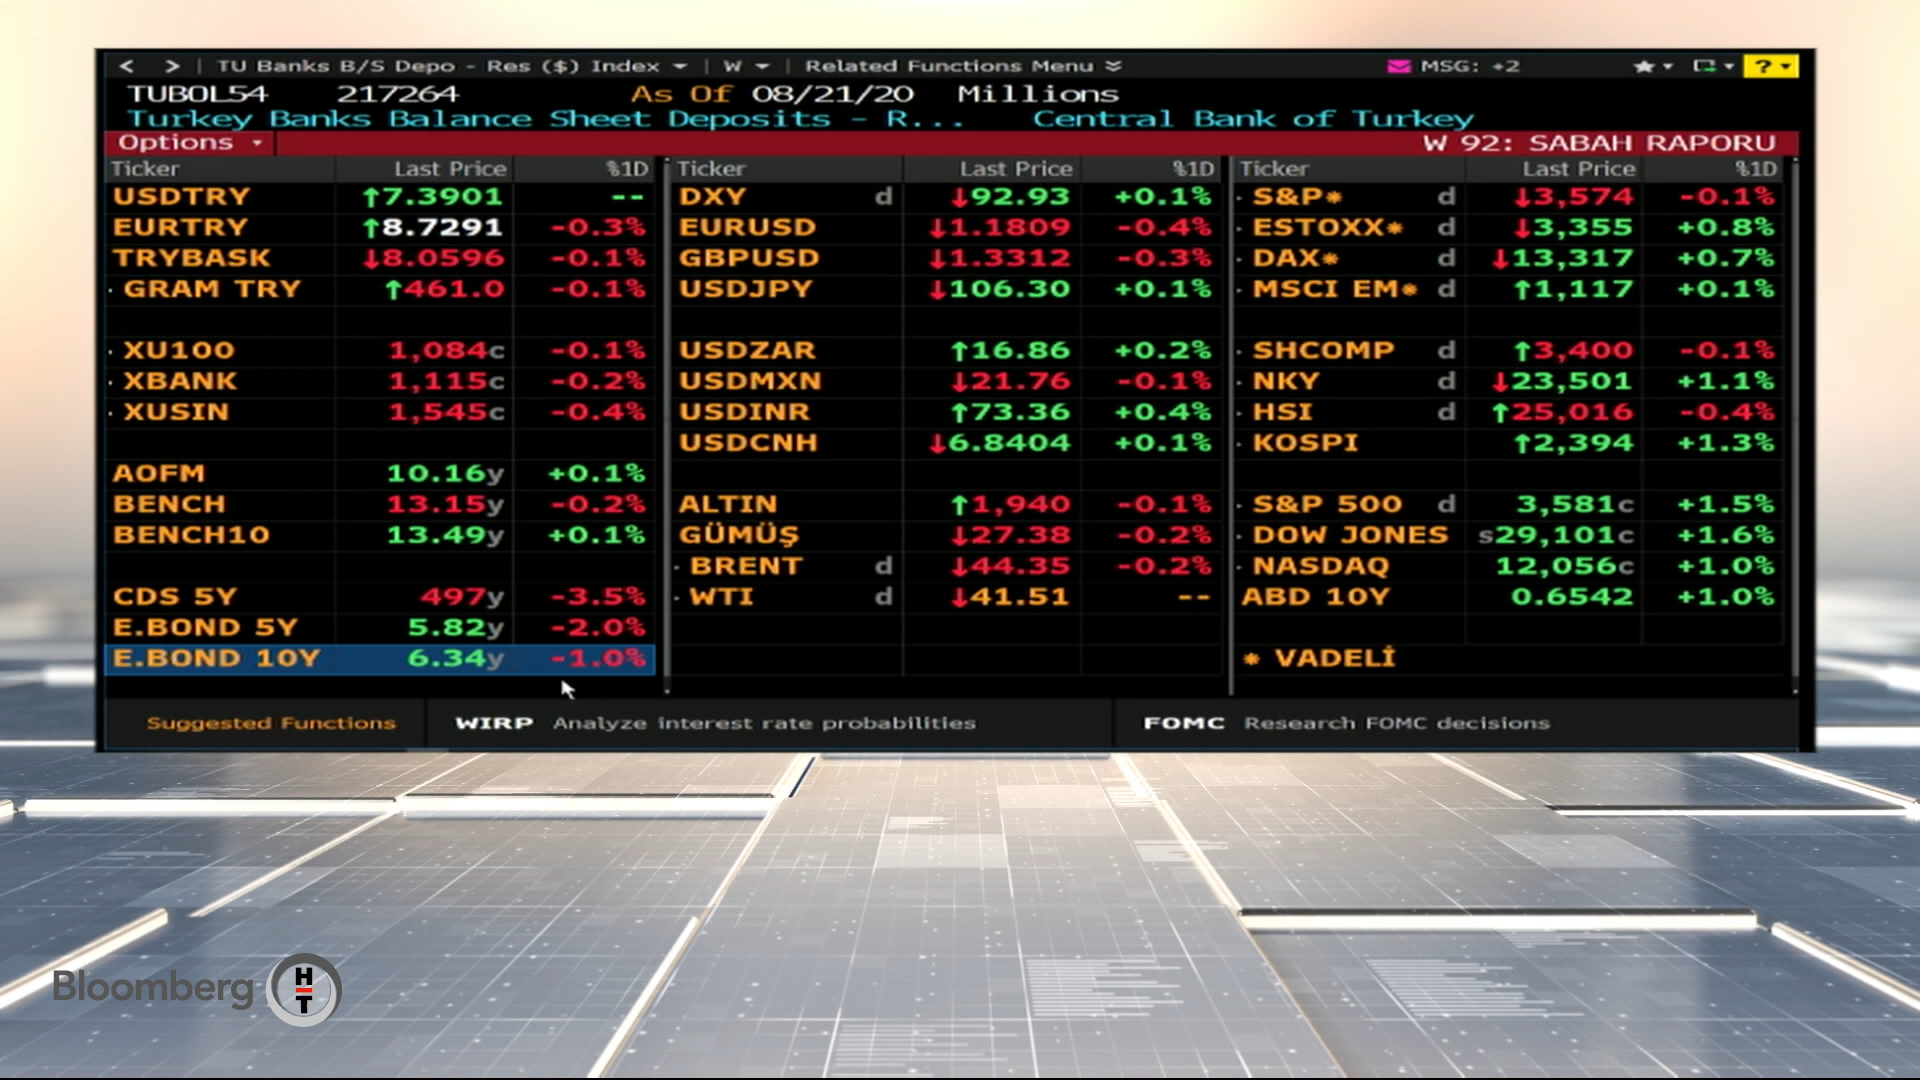 < > | TU Banks B/S Depo - Res ($) Index | W | Related Functions Menu MSG: +2 ?
TUBOL54 217264 As Of 08/21/20 Millions
Turkey Banks Balance Sheet Deposits - R... Central Bank of Turkey
Options W 92: SABAH RAPORU
Ticker Last Price %1D Ticker Last Price %1D Ticker Last Price %1D
USDTRY ↑7.3901 -- DXY d ↓92.93 +0.1% S&P* d ↓3,574 -0.1%
EURTRY ↑8.7291 -0.3% EURUSD ↓1.1809 -0.4% ESTOXX* d ↓3,355 +0.8%
TRYBASK ↓8.0596 -0.1% GBPUSD ↓1.3312 -0.3% DAX* d ↓13,317 +0.7%
GRAM TRY ↑461.0 -0.1% USDJPY ↓106.30 +0.1% MSCI EM* d ↑1,117 +0.1%
XU100 1,084c -0.1% USDZAR ↑16.86 +0.2% SHCOMP d ↑3,400 -0.1%
XBANK 1,115c -0.2% USDMXN ↓21.76 -0.1% NKY d ↓23,501 +1.1%
XUSIN 1,545c -0.4% USDINR ↑73.36 +0.4% HSI d ↑25,016 -0.4%
USDCNH ↓6.8404 +0.1% KOSPI ↑2,394 +1.3%
AOFM 10.16y +0.1%
BENCH 13.15y -0.2% ALTIN ↑1,940 -0.1% S&P 500 d 3,581c +1.5%
BENCH10 13.49y +0.1% GÜMÜŞ ↓27.38 -0.2% DOW JONES s29,101c +1.6%
BRENT d ↓44.35 -0.2% NASDAQ 12,056c +1.0%
CDS 5Y 497y -3.5% WTI d ↓41.51 -- ABD 10Y 0.6542 +1.0%
E.BOND 5Y 5.82y -2.0%
E.BOND 10Y 6.34y -1.0% * VADELİ
Suggested Functions WIRP Analyze interest rate probabilities FOMC Research FOMC decisions
Bloomberg HT